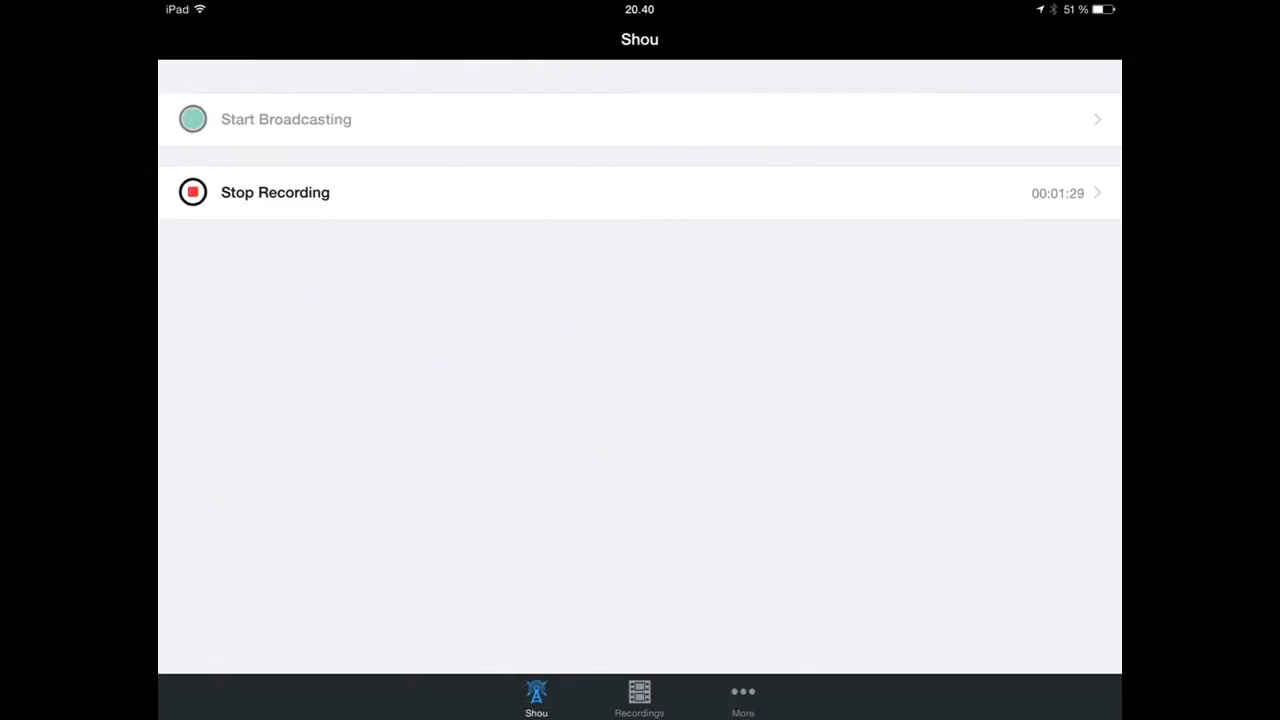 iPad
20.40
51 %
Shou
Start Broadcasting
Stop Recording
00:01:29
Shou
Recordings
More